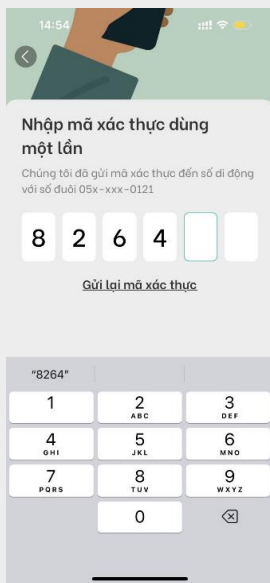 14:54
Nhập mã xác thực dùng
một lần
Chúng tôi đã gửi mã xác thực đến số di động
với số đuôi 05x-xxx-0121
8 2 6 4
Gửi lại mã xác thực
"8264"
1 2 3
ABC DEF
4 5 6
GHI JKL MNO
7 8 9
PQRS TUV WXYZ
0